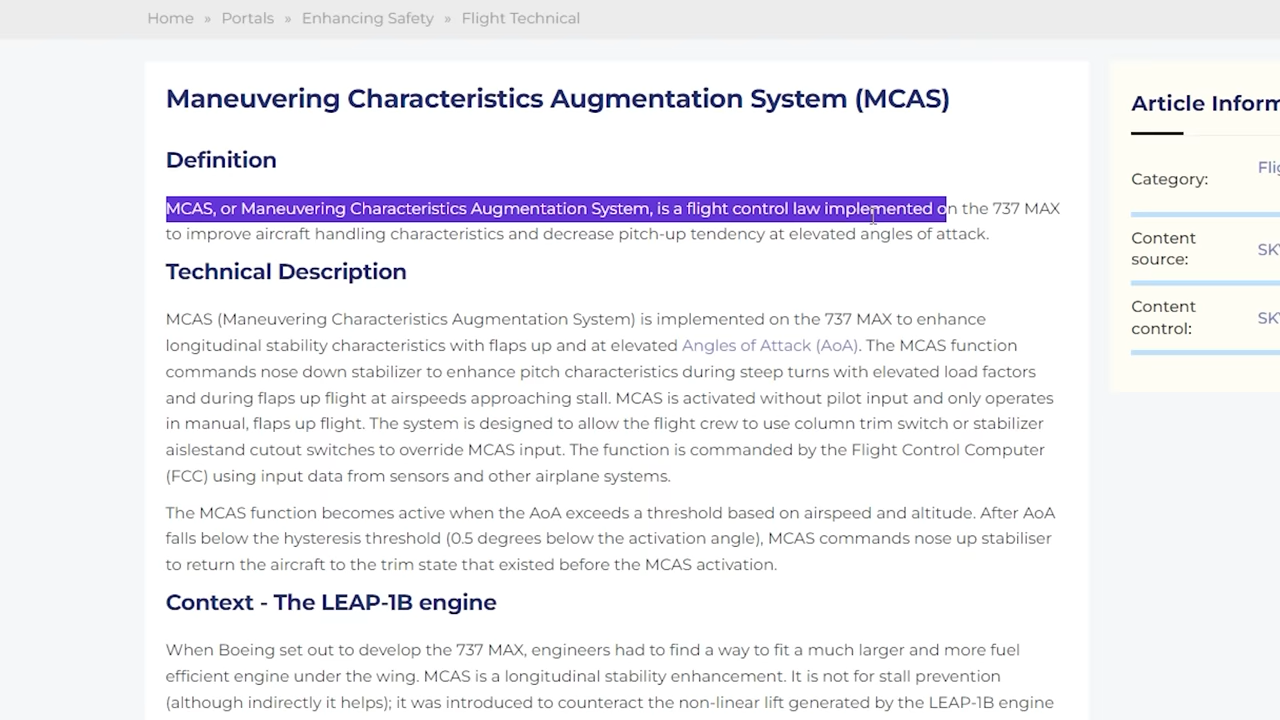 Home » Portals » Enhancing Safety » Flight Technical
Maneuvering Characteristics Augmentation System (MCAS)
Definition
MCAS, or Maneuvering Characteristics Augmentation System, is a flight control law implemented on the 737 MAX
to improve aircraft handling characteristics and decrease pitch-up tendency at elevated angles of attack.
Technical Description
MCAS (Maneuvering Characteristics Augmentation System) is implemented on the 737 MAX to enhance
longitudinal stability characteristics with flaps up and at elevated Angles of Attack (AoA). The MCAS function
commands nose down stabilizer to enhance pitch characteristics during steep turns with elevated load factors
and during flaps up flight at airspeeds approaching stall. MCAS is activated without pilot input and only operates
in manual, flaps up flight. The system is designed to allow the flight crew to use column trim switch or stabilizer
aislestand cutout switches to override MCAS input. The function is commanded by the Flight Control Computer
(FCC) using input data from sensors and other airplane systems.
The MCAS function becomes active when the AoA exceeds a threshold based on airspeed and altitude. After AoA
falls below the hysteresis threshold (0.5 degrees below the activation angle), MCAS commands nose up stabiliser
to return the aircraft to the trim state that existed before the MCAS activation.
Context - The LEAP-1B engine
When Boeing set out to develop the 737 MAX, engineers had to find a way to fit a much larger and more fuel
efficient engine under the wing. MCAS is a longitudinal stability enhancement. It is not for stall prevention
(although indirectly it helps); it was introduced to counteract the non-linear lift generated by the LEAP-1B engine
Article Inform
Category:
Flig
Content
source:
SK
Content
control:
SK